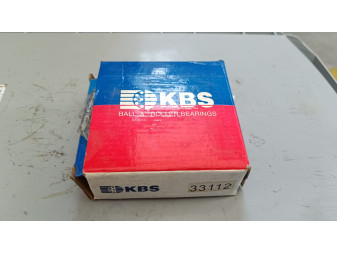 KBS
BALL & ROLLER BEARINGS
KBS 33112